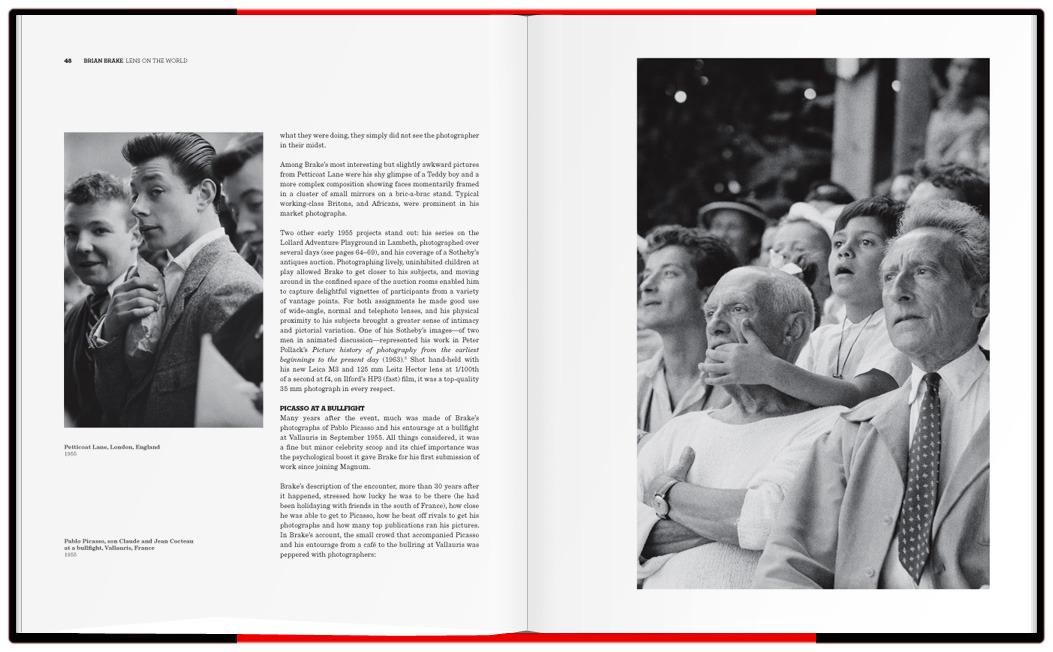 48 BRIAN BRAKE LENS ON THE WORLD
what they were doing, they simply did not see the photographer
in their midst.
Among Brake's most interesting but slightly awkward pictures
from Petticoat Lane were his shy glimpse of a Teddy boy and a
more complex composition showing faces momentarily framed
in a cluster of small mirrors on a bric-a-brac stand. Typical
working-class Britons, and Africans, were prominent in his
market photographs.
Two other early 1955 projects stand out: his series on the
Lollard Adventure Playground in Lambeth, photographed over
several days (see pages 64–69), and his coverage of a Sotheby's
antiques auction. Photographing lively, uninhibited children at
play allowed Brake to get closer to his subjects, and moving
around in the confined space of the auction rooms enabled him
to capture delightful vignettes of participants from a variety
of vantage points. For both assignments he made good use
of wide-angle, normal and telephoto lenses, and his physical
proximity to his subjects brought a greater sense of intimacy
and pictorial variation. One of his Sotheby's images—of two
men in animated discussion—represented his work in Peter
Pollack's Picture history of photography from the earliest
beginnings to the present day (1963). Shot hand-held with
his new Leica M3 and 125 mm Leitz Hector lens at 1/100th
of a second at f4, on Ilford's HP3 (fast) film, it was a top-quality
35 mm photograph in every respect.
PICASSO AT A BULLFIGHT
Many years after the event, much was made of Brake's
photographs of Pablo Picasso and his entourage at a bullfight
at Vallauris in September 1955. All things considered, it was
a fine but minor celebrity scoop and its chief importance was
the psychological boost it gave Brake for his first submission of
work since joining Magnum.
Brake's description of the encounter, more than 30 years after
it happened, stressed how lucky he was to be there (he had
been holidaying with friends in the south of France), how close
he was able to get to Picasso, how he beat off rivals to get his
photographs and how many top publications ran his pictures.
In Brake's account, the small crowd that accompanied Picasso
and his entourage from a café to the bullring at Vallauris was
peppered with photographers:
Petticoat Lane, London, England
1955
Pablo Picasso, son Claude and Jean Cocteau
at a bullfight, Vallauris, France
1955